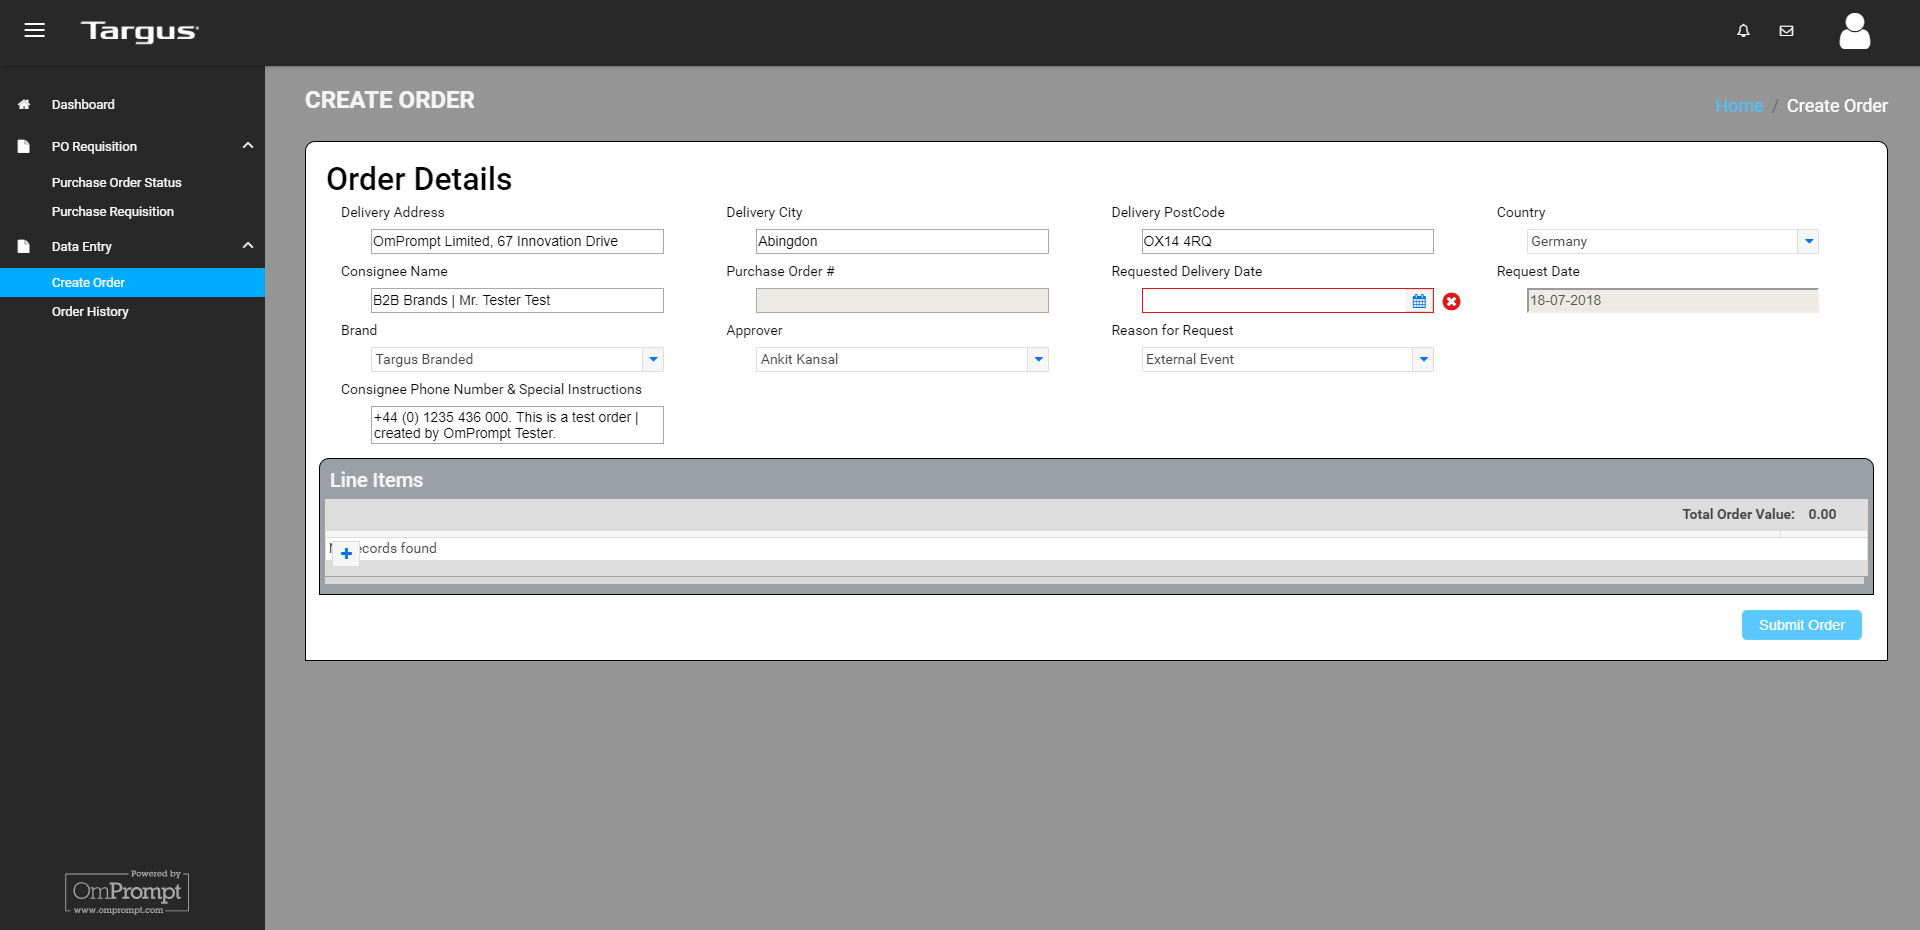 Targus
Dashboard
PO Requisition
Purchase Order Status
Purchase Requisition
Data Entry
Create Order
Order History
Powered by
OmPrompt
www.omprompt.com
CREATE ORDER
Home / Create Order
Order Details
Delivery Address
OmPrompt Limited, 67 Innovation Drive
Delivery City
Abingdon
Delivery PostCode
OX14 4RQ
Country
Germany
Consignee Name
B2B Brands | Mr. Tester Test
Purchase Order #
Requested Delivery Date
Request Date
18-07-2018
Brand
Targus Branded
Approver
Ankit Kansal
Reason for Request
External Event
Consignee Phone Number & Special Instructions
+44 (0) 1235 436 000. This is a test order |
created by OmPrompt Tester.
Line Items
Total Order Value: 0.00
ecords found
Submit Order